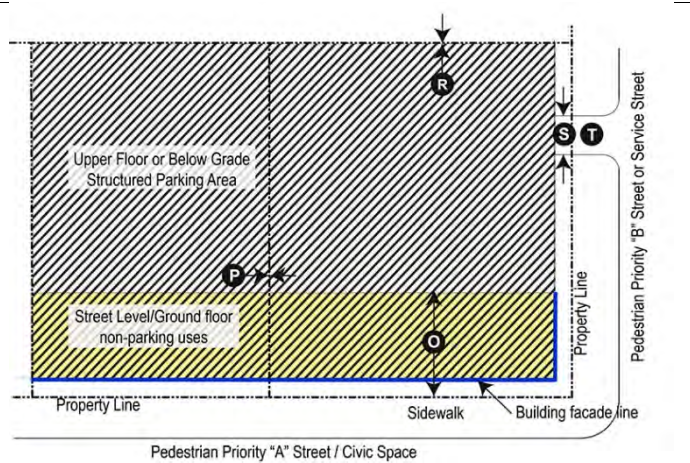 R
S T
Upper Floor or Below Grade
Structured Parking Area
P
Street Level/Ground floor
non-parking uses
O
Property Line
Pedestrian Priority "B" Street or Service Street
Property Line
Sidewalk
Building facade line
Pedestrian Priority "A" Street / Civic Space